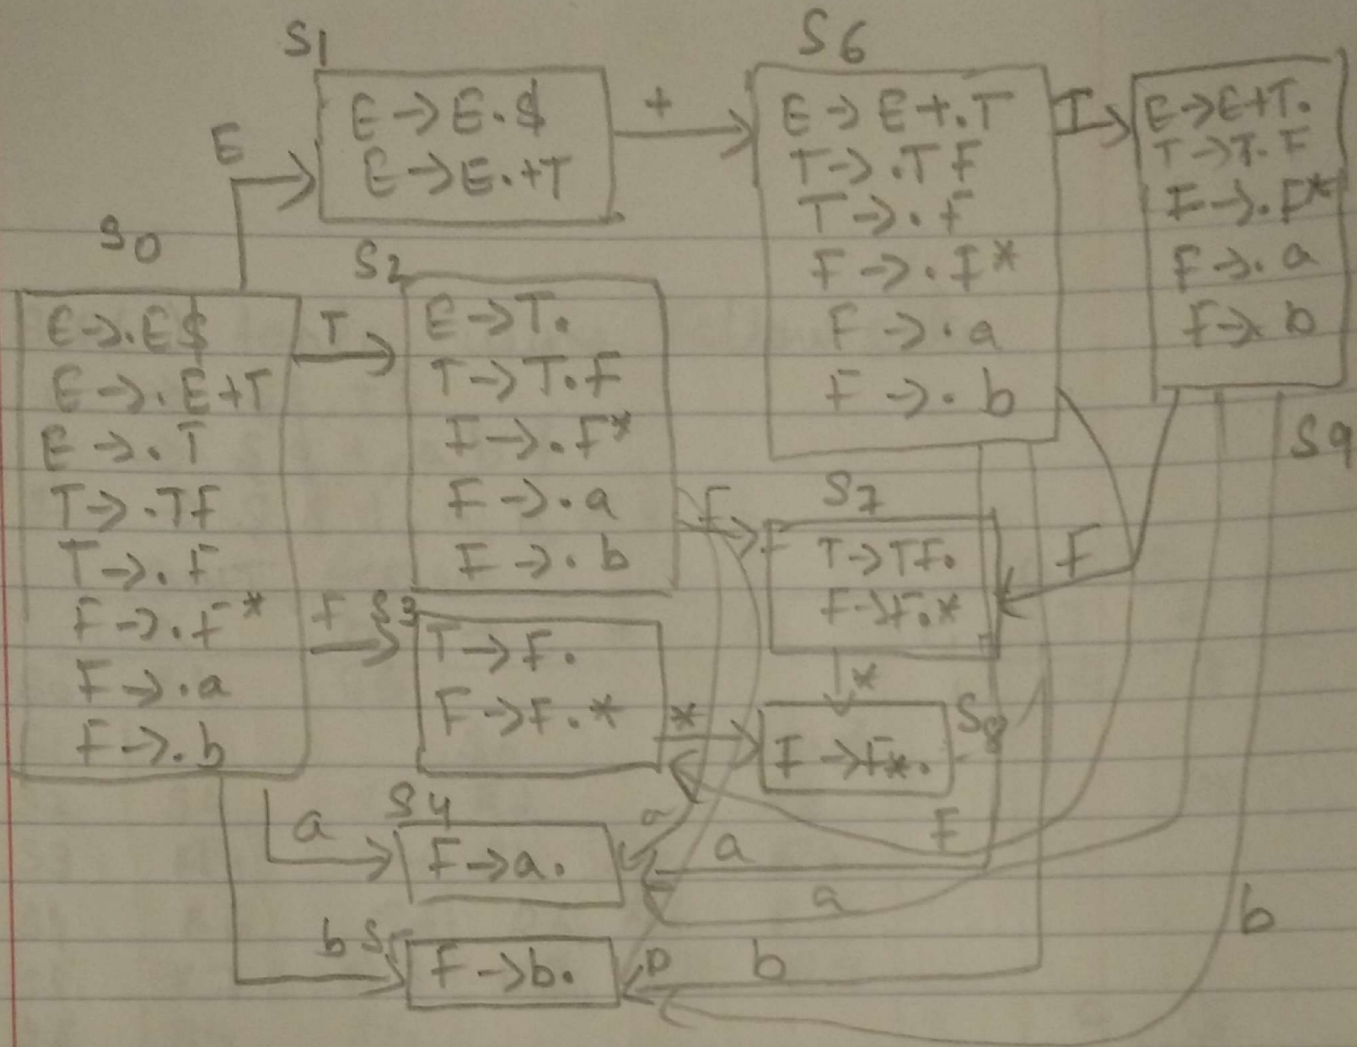 S1
E->E.$
E->E.+T
+
S6
E->E+.T
T->.TF
T->.F
F->.F*
F->.a
F->.b
T
E->E+T.
T->T.F
F->.F*
F->.a
F->.b
S9
E
S0
E->.E$
E->.E+T
E->.T
T->.TF
T->.F
F->.F*
F->.a
F->.b
T
S2
E->T.
T->T.F
F->.F*
F->.a
F->.b
F
S7
T->TF.
F->F.*
F
F
S3
T->F.
F->F.*
*
*
F->F*.
S8
F
a
S4
F->a.
a
a
a
b
S5
F->b.
b
b
b